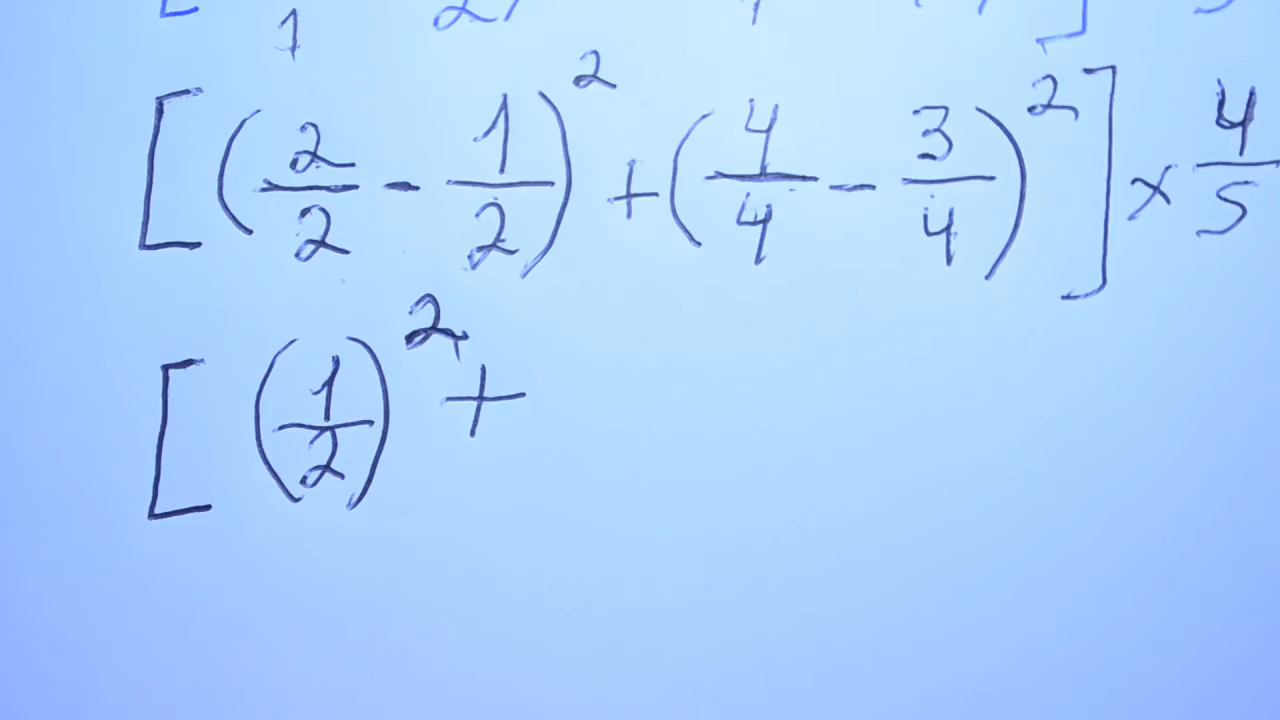 [(2/2 - 1/2)² + (4/4 - 3/4)²] × 4/5
[(1/2)² +